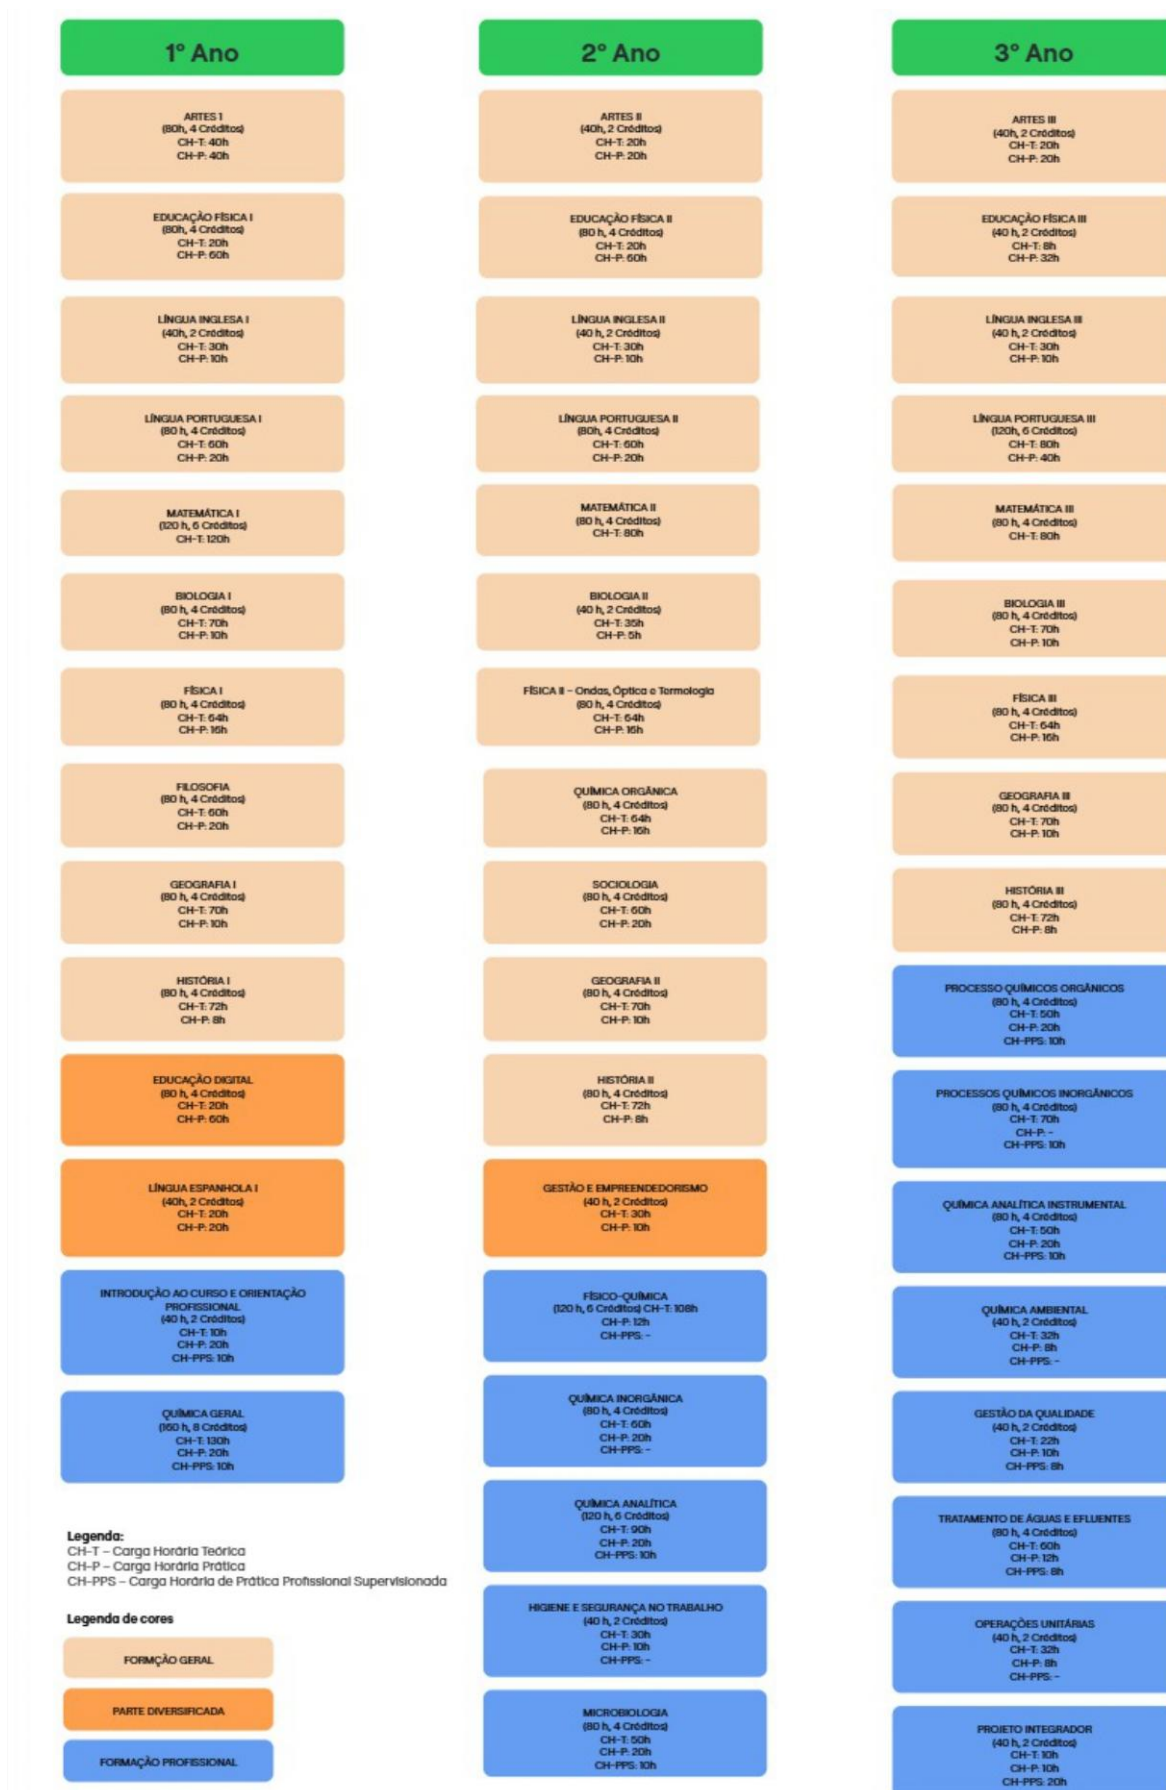 1º Ano
ARTES 1
(80h, 4 Créditos)
CH-T: 40h
CH-P: 40h
EDUCAÇÃO FÍSICA I
(80h, 4 Créditos)
CH-T: 20h
CH-P: 60h
LÍNGUA INGLESA I
(40h, 2 Créditos)
CH-T: 30h
CH-P: 10h
LÍNGUA PORTUGUESA I
(80 h, 4 Créditos)
CH-T: 60h
CH-P: 20h
MATEMÁTICA I
(120 h, 6 Créditos)
CH-T: 120h
BIOLOGIA I
(80 h, 4 Créditos)
CH-T: 70h
CH-P: 10h
FÍSICA I
(80 h, 4 Créditos)
CH-T: 64h
CH-P: 16h
FILOSOFIA
(80 h, 4 Créditos)
CH-T: 60h
CH-P: 20h
GEOGRAFIA I
(80 h, 4 Créditos)
CH-T: 70h
CH-P: 10h
HISTÓRIA I
(80 h, 4 Créditos)
CH-T: 72h
CH-P: 8h
EDUCAÇÃO DIGITAL
(80 h, 4 Créditos)
CH-T: 20h
CH-P: 60h
LÍNGUA ESPANHOLA I
(40h, 2 Créditos)
CH-T: 20h
CH-P: 20h
INTRODUÇÃO AO CURSO E ORIENTAÇÃO
PROFISSIONAL
(40 h, 2 Créditos)
CH-T: 10h
CH-P: 20h
CH-PPS: 10h
QUÍMICA GERAL
(160 h, 8 Créditos)
CH-T: 130h
CH-P: 20h
CH-PPS: 10h
Legenda:
CH-T – Carga Horária Teórica
CH-P – Carga Horária Prática
CH-PPS – Carga Horária de Prática Profissional Supervisionada
Legenda de cores
FORMÇÃO GERAL
PARTE DIVERSIFICADA
FORMAÇÃO PROFISSIONAL
2º Ano
ARTES II
(40h, 2 Créditos)
CH-T: 20h
CH-P: 20h
EDUCAÇÃO FÍSICA II
(80 h, 4 Créditos)
CH-T: 20h
CH-P: 60h
LÍNGUA INGLESA II
(40 h, 2 Créditos)
CH-T: 30h
CH-P: 10h
LÍNGUA PORTUGUESA II
(80h, 4 Créditos)
CH-T: 60h
CH-P: 20h
MATEMÁTICA II
(80 h, 4 Créditos)
CH-T: 80h
BIOLOGIA II
(40 h, 2 Créditos)
CH-T: 35h
CH-P: 5h
FÍSICA II – Ondas, Óptica e Termologia
(80 h, 4 Créditos)
CH-T: 64h
CH-P: 16h
QUÍMICA ORGÂNICA
(80 h, 4 Créditos)
CH-T: 64h
CH-P: 16h
SOCIOLOGIA
(80 h, 4 Créditos)
CH-T: 60h
CH-P: 20h
GEOGRAFIA II
(80 h, 4 Créditos)
CH-T: 70h
CH-P: 10h
HISTÓRIA II
(80 h, 4 Créditos)
CH-T: 72h
CH-P: 8h
GESTÃO E EMPREENDEDORISMO
(40 h, 2 Créditos)
CH-T: 30h
CH-P: 10h
FÍSICO-QUÍMICA
(120 h, 6 Créditos) CH-T: 108h
CH-P: 12h
CH-PPS: -
QUÍMICA INORGÂNICA
(80 h, 4 Créditos)
CH-T: 60h
CH-P: 20h
CH-PPS: -
QUÍMICA ANALÍTICA
(120 h, 6 Créditos)
CH-T: 90h
CH-P: 20h
CH-PPS: 10h
HIGIENE E SEGURANÇA NO TRABALHO
(40 h, 2 Créditos)
CH-T: 30h
CH-P: 10h
CH-PPS: -
MICROBIOLOGIA
(80 h, 4 Créditos)
CH-T: 50h
CH-P: 20h
CH-PPS: 10h
3º Ano
ARTES III
(40h, 2 Créditos)
CH-T: 20h
CH-P: 20h
EDUCAÇÃO FÍSICA III
(40 h, 2 Créditos)
CH-T: 8h
CH-P: 32h
LÍNGUA INGLESA III
(40 h, 2 Créditos)
CH-T: 30h
CH-P: 10h
LÍNGUA PORTUGUESA III
(120h, 6 Créditos)
CH-T: 80h
CH-P: 40h
MATEMÁTICA III
(80 h, 4 Créditos)
CH-T: 80h
BIOLOGIA III
(80 h, 4 Créditos)
CH-T: 70h
CH-P: 10h
FÍSICA III
(80 h, 4 Créditos)
CH-T: 64h
CH-P: 16h
GEOGRAFIA III
(80 h, 4 Créditos)
CH-T: 70h
CH-P: 10h
HISTÓRIA III
(80 h, 4 Créditos)
CH-T: 72h
CH-P: 8h
PROCESSO QUÍMICOS ORGÂNICOS
(80 h, 4 Créditos)
CH-T: 50h
CH-P: 20h
CH-PPS: 10h
PROCESSOS QUÍMICOS INORGÂNICOS
(80 h, 4 Créditos)
CH-T: 70h
CH-P: -
CH-PPS: 10h
QUÍMICA ANALÍTICA INSTRUMENTAL
(80 h, 4 Créditos)
CH-T: 50h
CH-P: 20h
CH-PPS: 10h
QUÍMICA AMBIENTAL
(40 h, 2 Créditos)
CH-T: 32h
CH-P: 8h
CH-PPS: -
GESTÃO DA QUALIDADE
(40 h, 2 Créditos)
CH-T: 22h
CH-P: 10h
CH-PPS: 8h
TRATAMENTO DE ÁGUAS E EFLUENTES
(80 h, 4 Créditos)
CH-T: 60h
CH-P: 12h
CH-PPS: 8h
OPERAÇÕES UNITÁRIAS
(40 h, 2 Créditos)
CH-T: 32h
CH-P: 8h
CH-PPS: -
PROJETO INTEGRADOR
(40 h, 2 Créditos)
CH-T: 10h
CH-P: 10h
CH-PPS: 20h